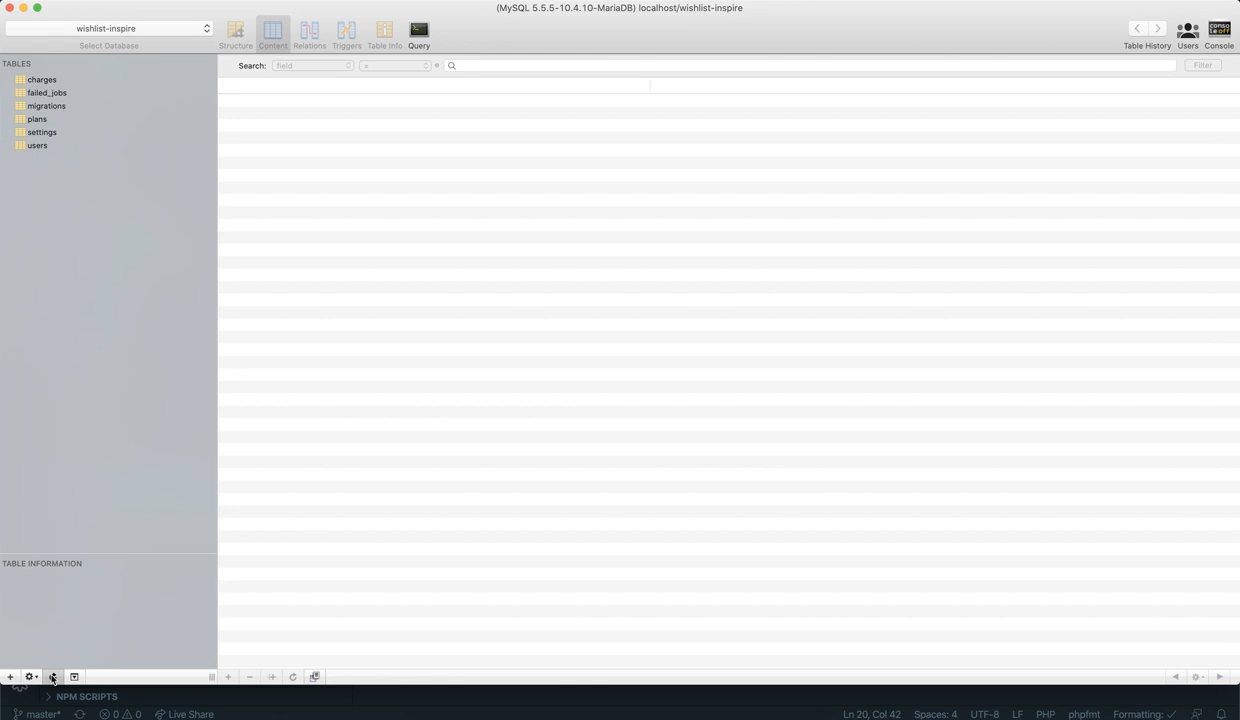 (MySQL 5.5.5-10.4.10-MariaDB) localhost/wishlist-inspire
wishlist-inspire
Select Database
Structure
Content
Relations
Triggers
Table Info
Query
Table History
Users
Console
conso
le off
TABLES
Search:
field
=
Filter
charges
failed_jobs
migrations
plans
settings
users
TABLE INFORMATION
NPM SCRIPTS
master*
0
0
Live Share
Ln 20, Col 42
Spaces: 4
UTF-8
LF
PHP
phpfmt
Formatting: ✓